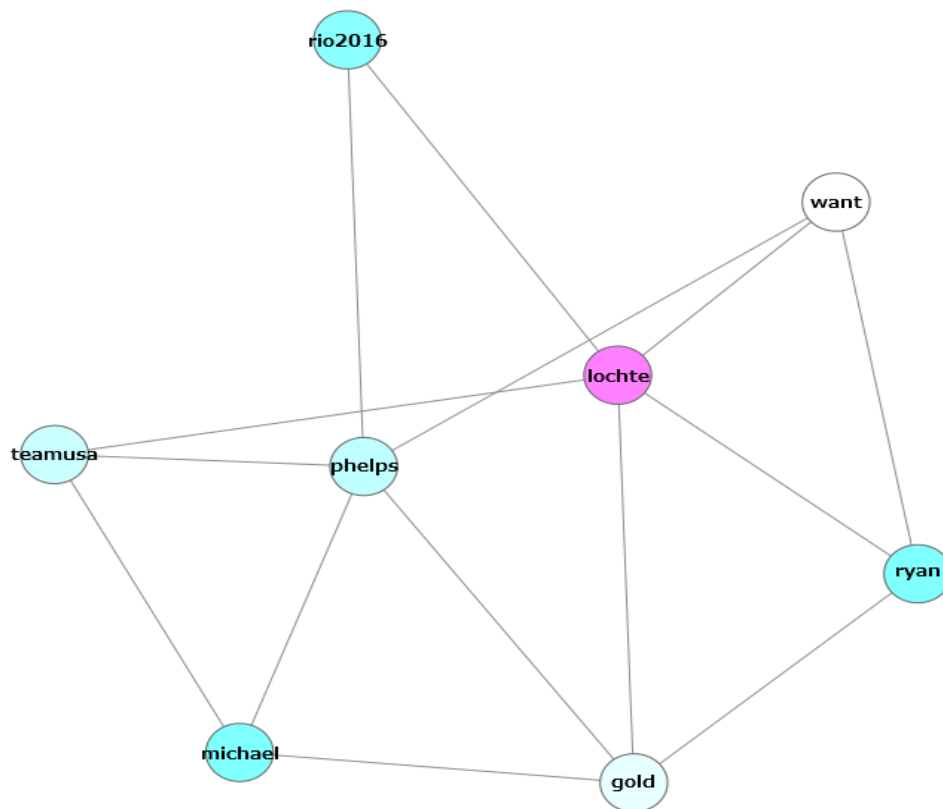 rio2016
want
lochte
teamusa
phelps
ryan
michael
gold